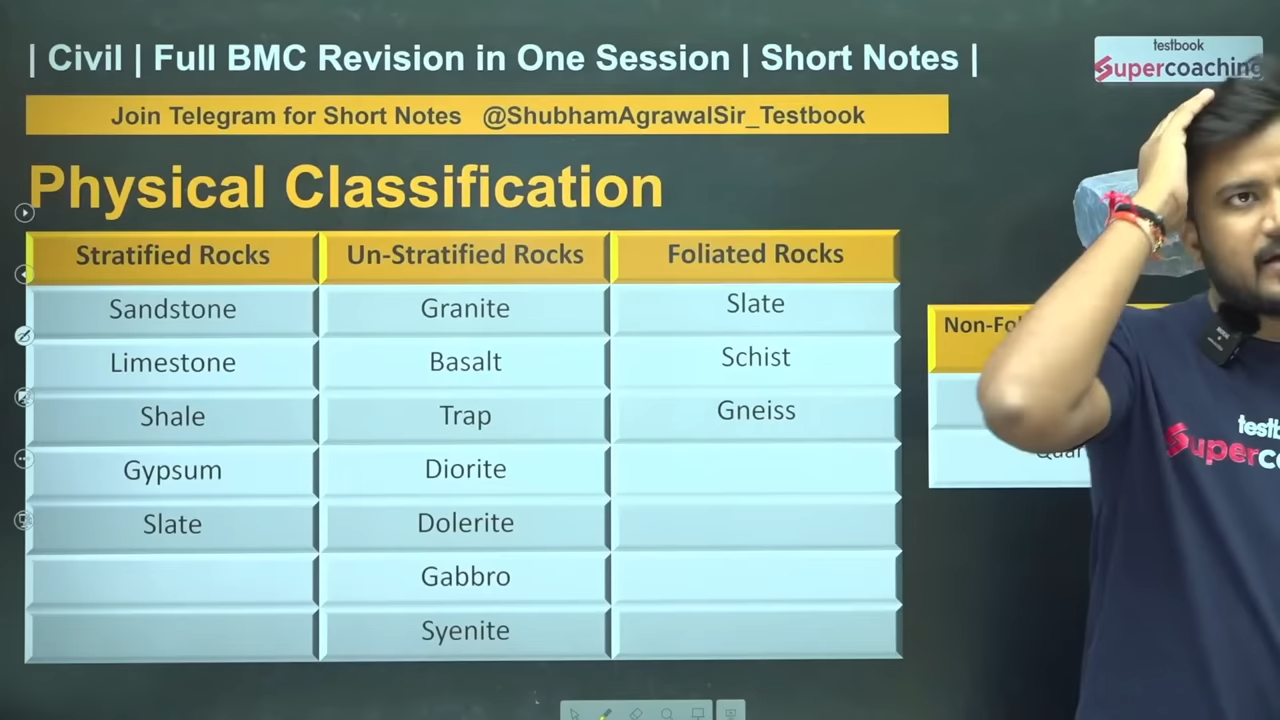 | Civil | Full BMC Revision in One Session | Short Notes |
testbook
Supercoaching
Join Telegram for Short Notes @ShubhamAgrawalSir_Testbook
Physical Classification
Stratified Rocks Un-Stratified Rocks Foliated Rocks
Sandstone Granite Slate
Limestone Basalt Schist
Shale Trap Gneiss
Gypsum Diorite
Slate Dolerite
Gabbro
Syenite